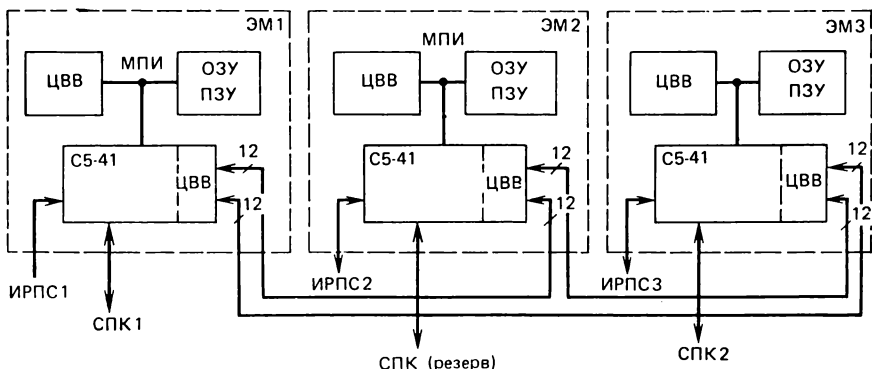 ЭМ1
МПИ
ЦВВ
ОЗУ
ПЗУ
С5-41
ЦВВ
12
12
ИРПС1
СПК1
ЭМ2
МПИ
ЦВВ
ОЗУ
ПЗУ
С5-41
ЦВВ
12
12
ИРПС2
СПК (резерв)
ЭМ3
ЦВВ
ОЗУ
ПЗУ
С5-41
ЦВВ
12
12
ИРПС3
СПК2